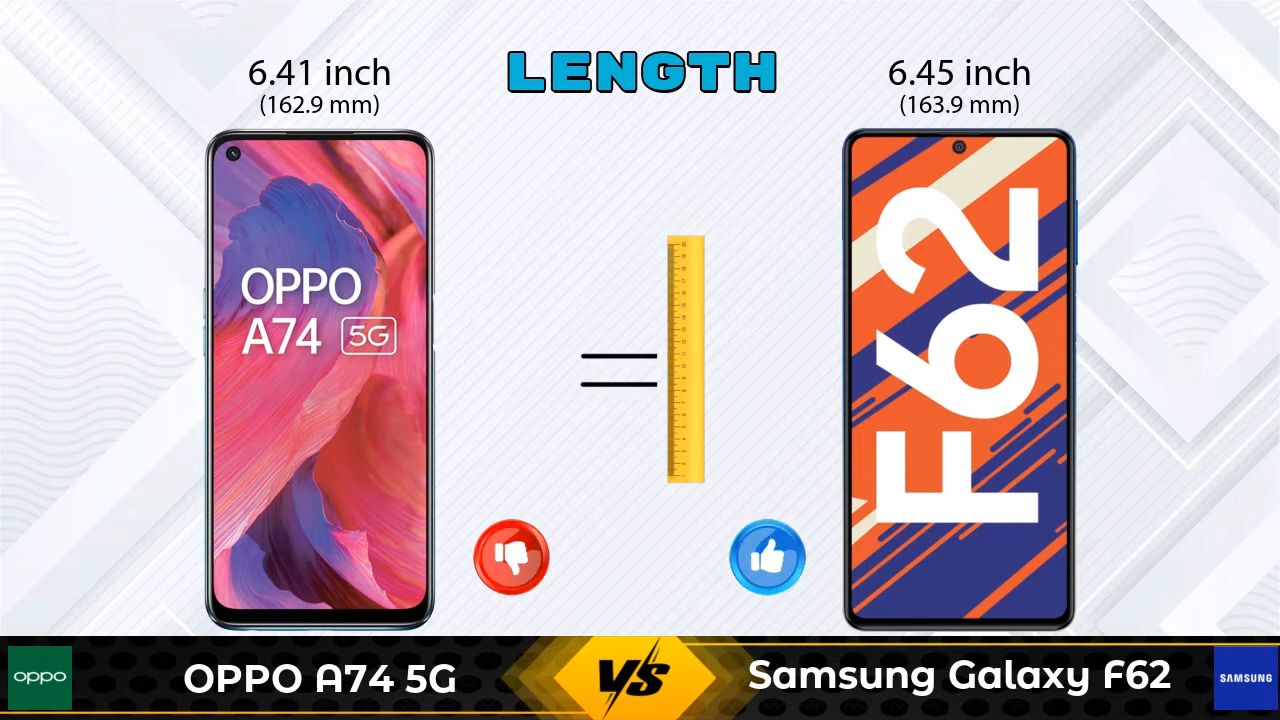 LENGTH
6.41 inch
(162.9 mm)
6.45 inch
(163.9 mm)
OPPO
A74 5G
F62
oppo
OPPO A74 5G
VS
Samsung Galaxy F62
SAMSUNG